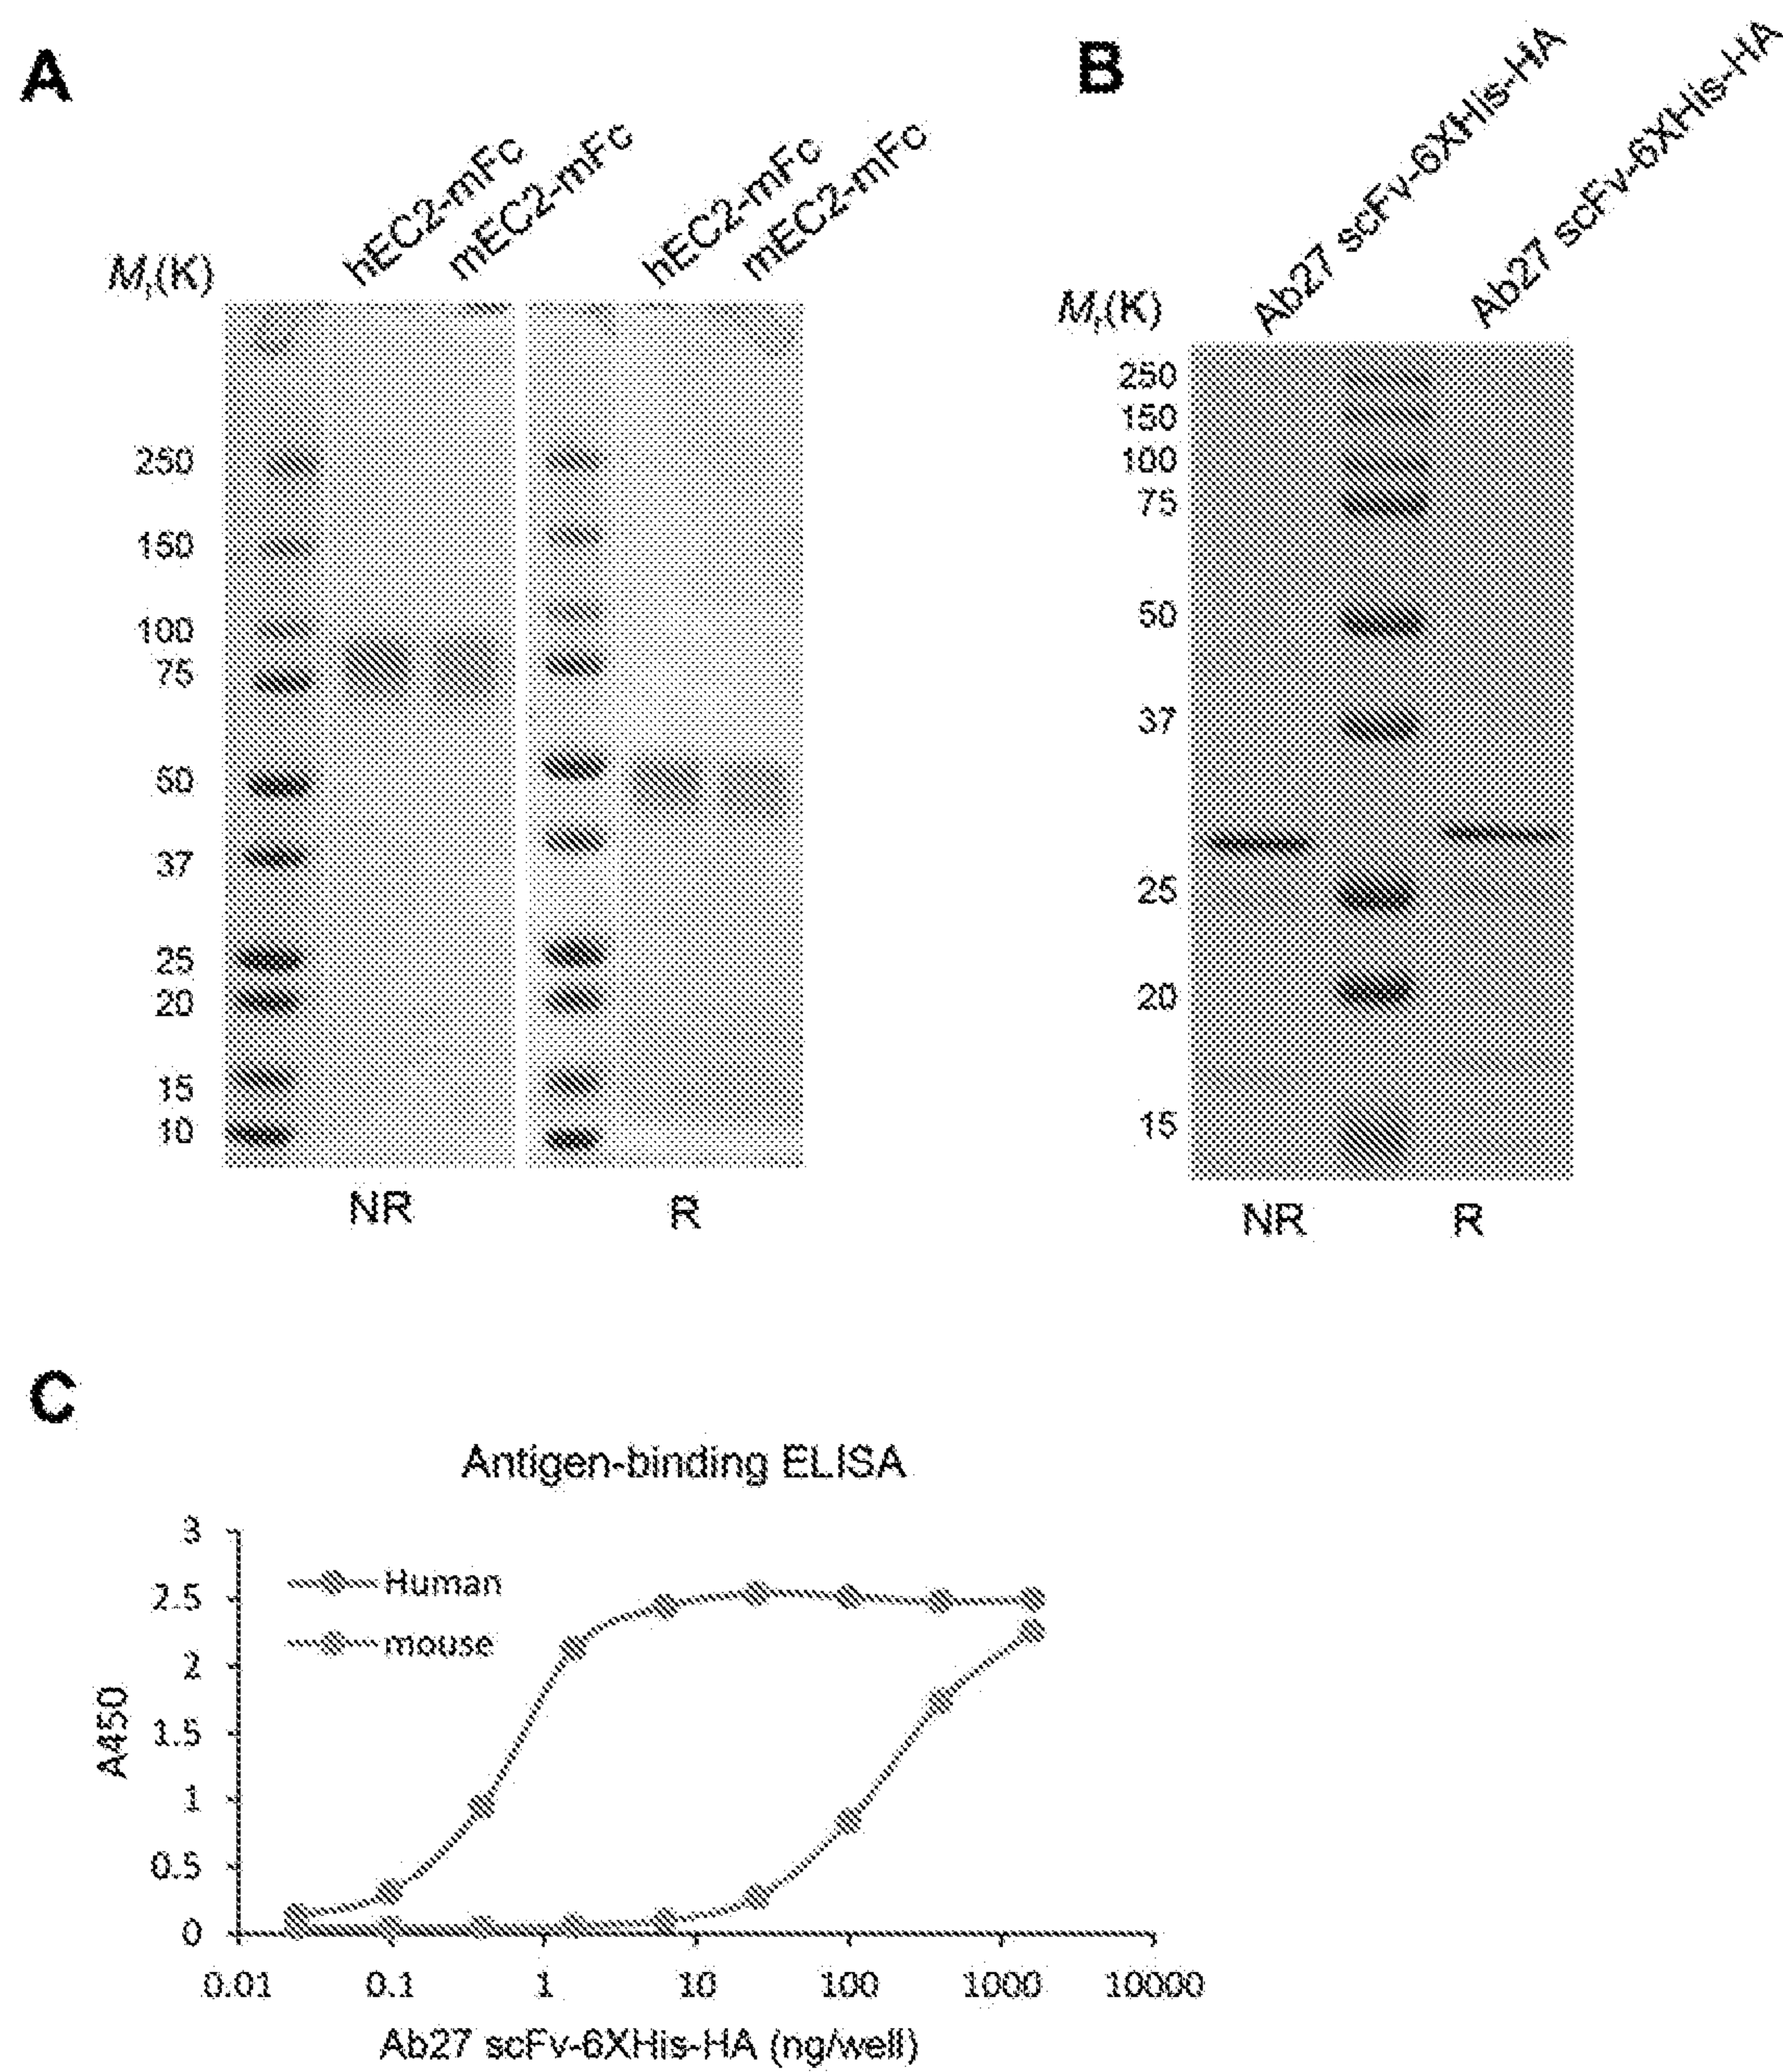 A
hEC2-mFc
mEC2-mFc
hEC2-mFc
mEC2-mFc
Mr(K)
250
150
100
75
50
37
25
20
15
10
NR
R
B
Ab27 scFv-6XHis-HA
Ab27 scFv-6XHis-HA
Mr(K)
250
150
100
75
50
37
25
20
15
NR
R
C
Antigen-binding ELISA
3
2.5
2
1.5
1
0.5
0
A450
Human
mouse
0.01 0.1 1 10 100 1000 10000
Ab27 scFv-6XHis-HA (ng/well)